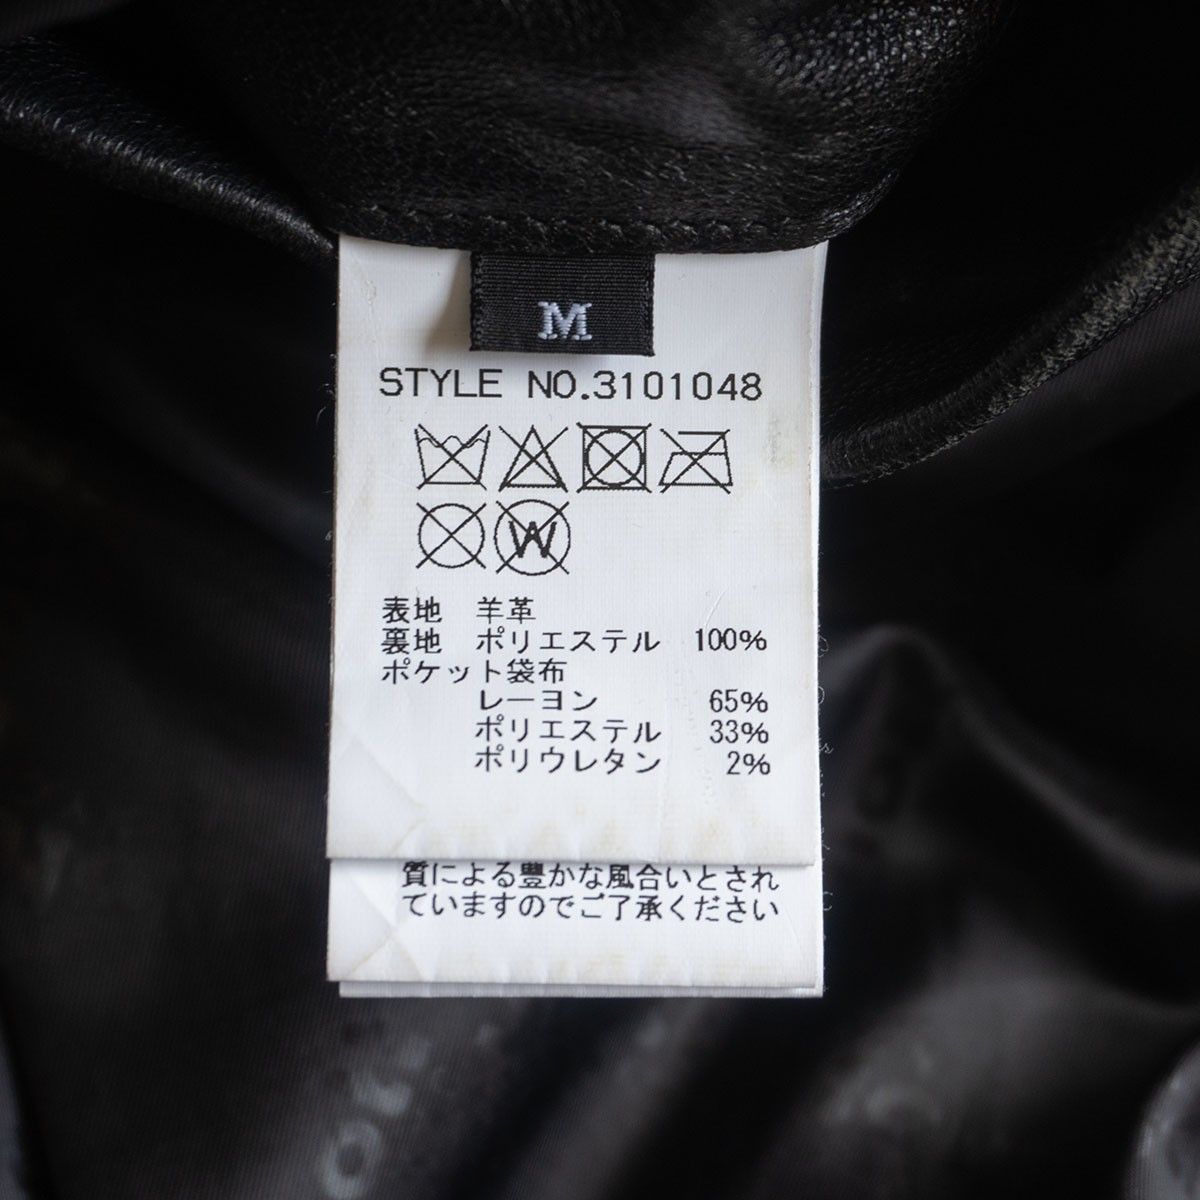 M
STYLE NO.3101048
W
表地 羊革
裏地 ポリエステル 100%
ポケット袋布
レーヨン 65%
ポリエステル 33%
ポリウレタン 2%
質による豊かな風合いとされ
ていますのでご了承ください